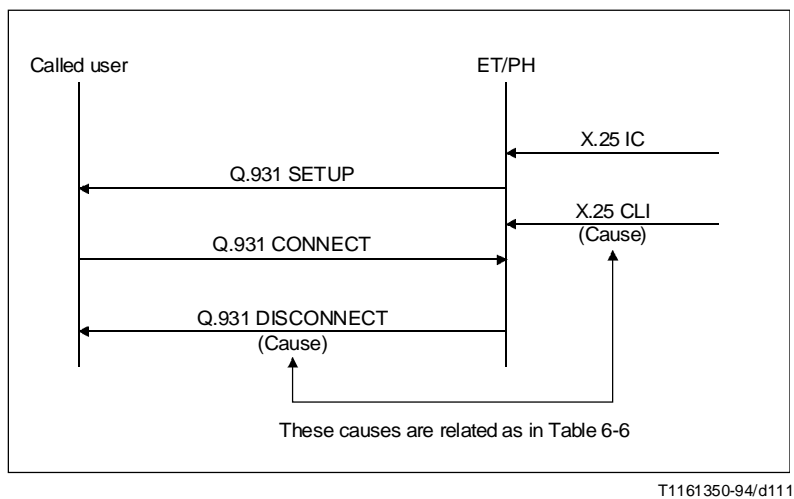 Called user
ET/PH
X.25 IC
Q.931 SETUP
X.25 CLI
(Cause)
Q.931 CONNECT
Q.931 DISCONNECT
(Cause)
These causes are related as in Table 6-6
T1161350-94/d111